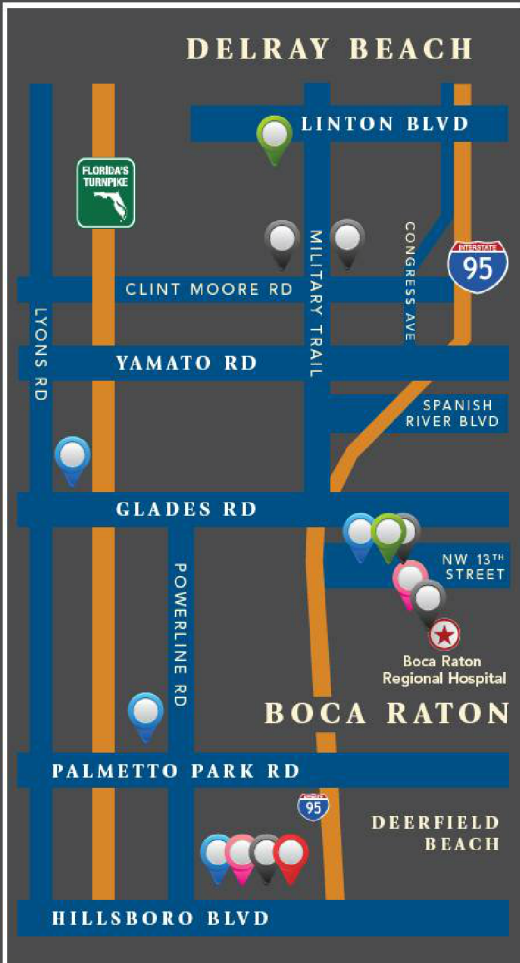 DELRAY BEACH
LINTON BLVD
FLORIDA'S
TURNPIKE
MILITARY TRAIL
CONGRESS AVE
INTERSTATE
95
CLINT MOORE RD
LYONS RD
YAMATO RD
SPANISH
RIVER BLVD
GLADES RD
NW 13TH
STREET
POWERLINE RD
Boca Raton
Regional Hospital
BOCA RATON
PALMETTO PARK RD
95
DEERFIELD
BEACH
HILLSBORO BLVD